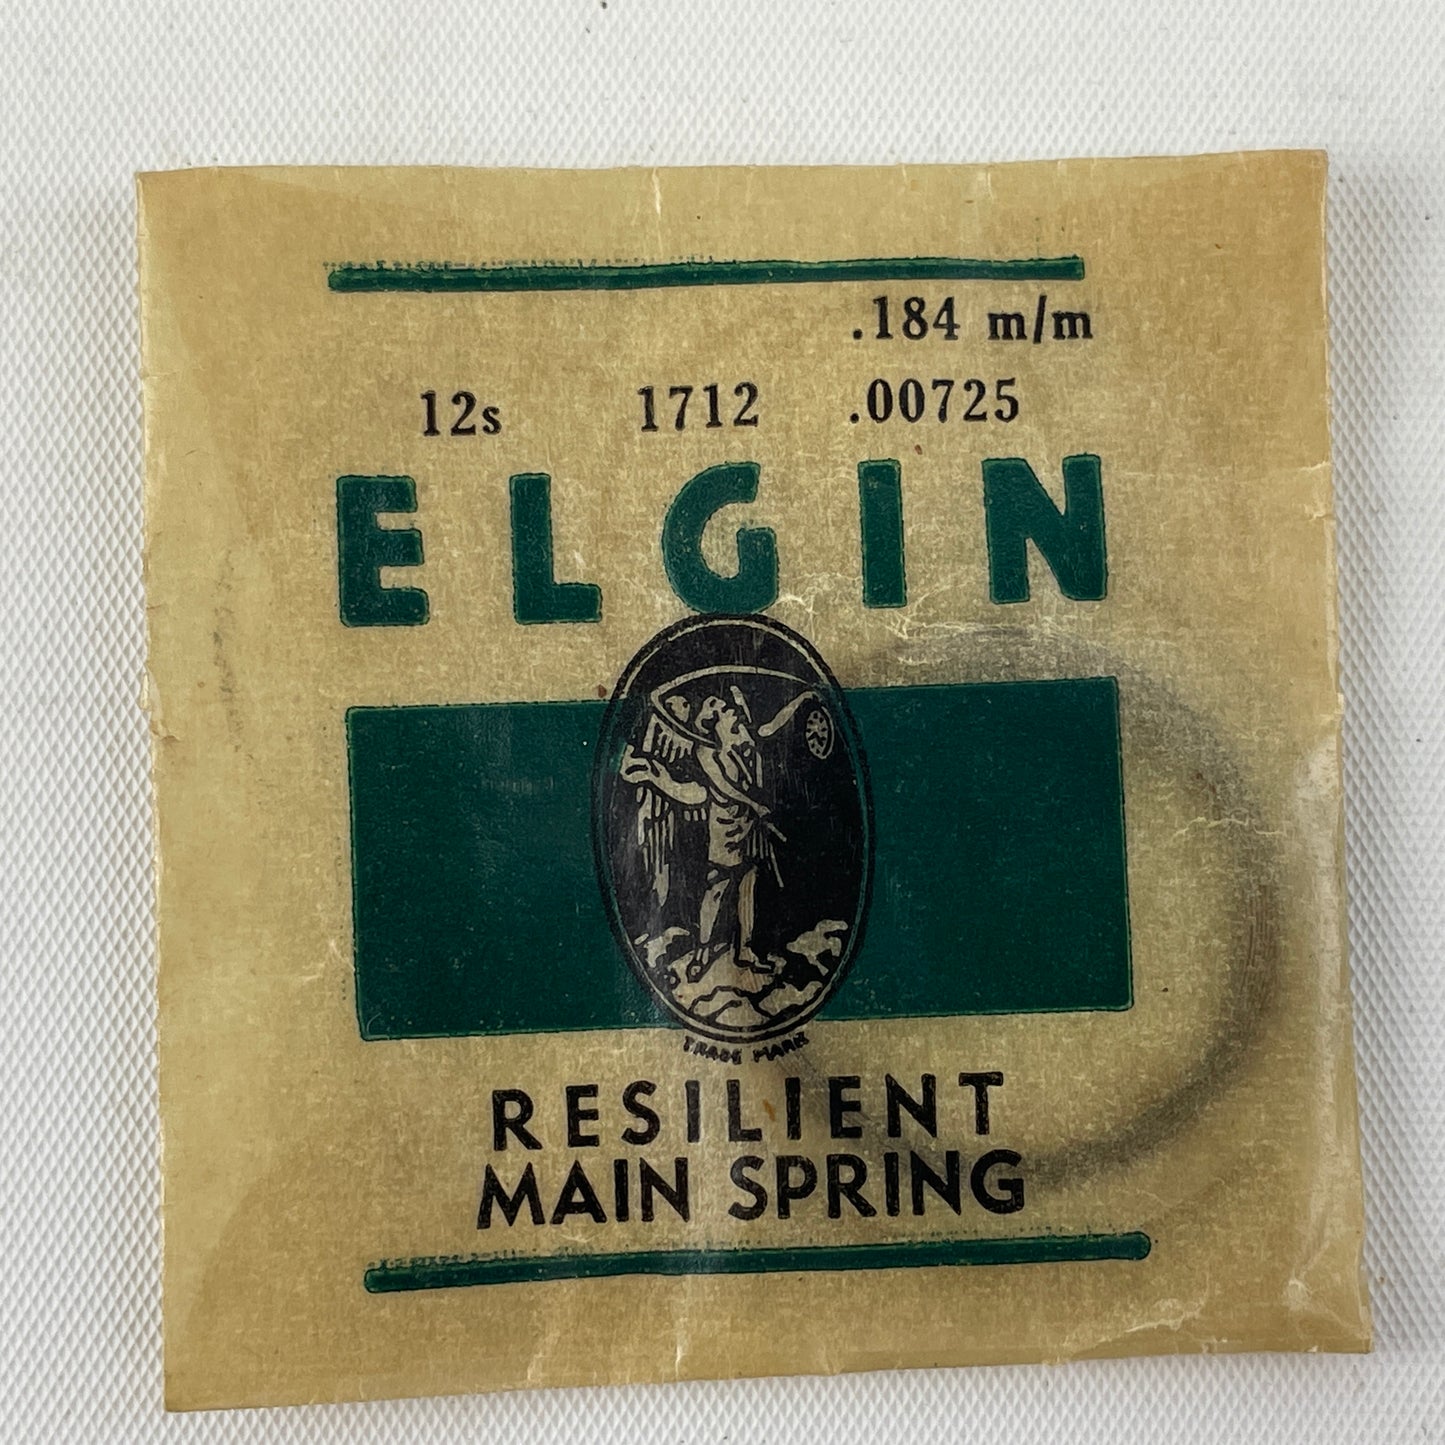 .184 m/m
12s 1712 .00725
ELGIN
TRADE MARK
RESILIENT
MAIN SPRING